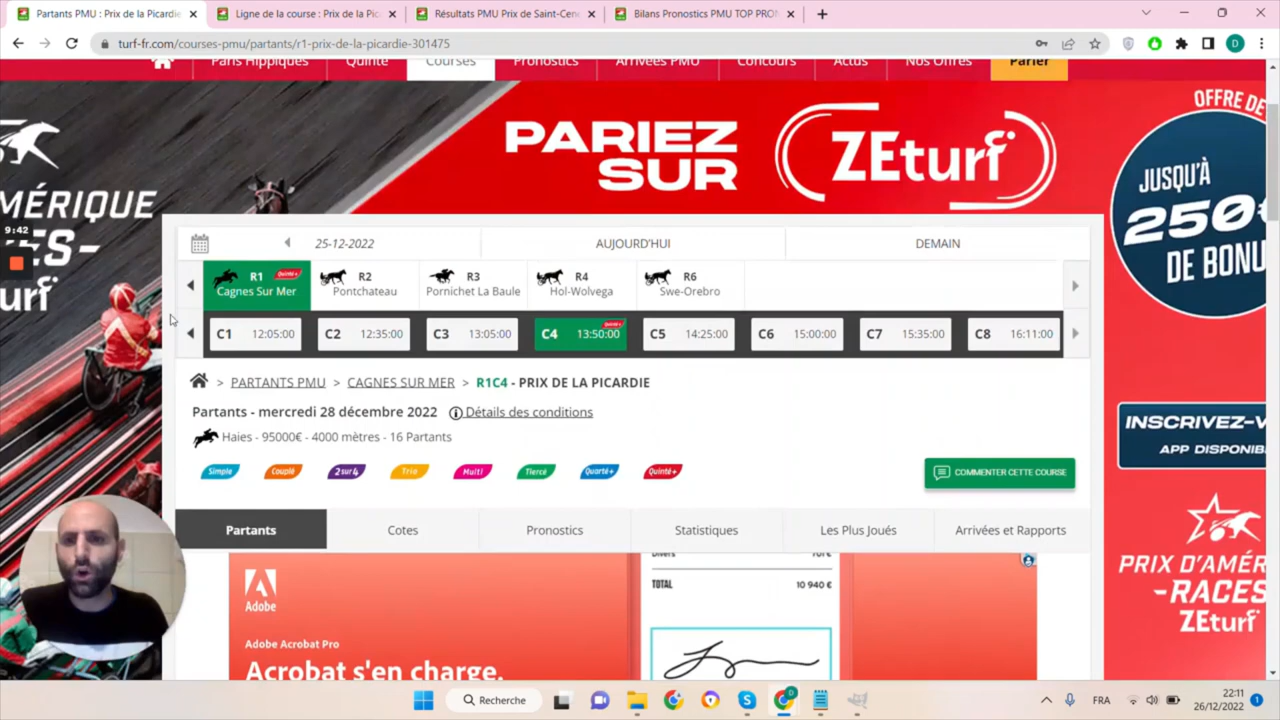 Partants PMU : Prix de la Picardie
Ligne de la course : Prix de la Pica
Résultats PMU Prix de Saint-Cene
Bilans Pronostics PMU TOP PRON
turf-fr.com/courses-pmu/partants/r1-prix-de-la-picardie-301475
D
Paris Hippiques
Quinté
Courses
Pronostics
Arrivées PMU
Concours
Actus
Nos Offres
Parier
PARIEZ
SUR
ZEturf
OFFRE DE
JUSQU'À
250€
DE BONU
MÉRIQUE
ES-
urf
9:42
25-12-2022
AUJOURD'HUI
DEMAIN
R1 Quinté+
Cagnes Sur Mer
R2
Pontchateau
R3
Pornichet La Baule
R4
Hol-Wolvega
R6
Swe-Orebro
C1 12:05:00
C2 12:35:00
C3 13:05:00
C4 13:50:00 Quinté+
C5 14:25:00
C6 15:00:00
C7 15:35:00
C8 16:11:00
> PARTANTS PMU > CAGNES SUR MER > R1C4 - PRIX DE LA PICARDIE
Partants - mercredi 28 décembre 2022 Détails des conditions
Haies - 95000€ - 4000 mètres - 16 Partants
Simple
Couplé
2sur4
Trio
Multi
Tiercé
Quarté+
Quinté+
COMMENTER CETTE COURSE
Partants
Cotes
Pronostics
Statistiques
Les Plus Joués
Arrivées et Rapports
INSCRIVEZ-V
APP DISPONIB
PRIX D'AMÉR
-RACES
ZEturf
Adobe
Adobe Acrobat Pro
Acrobat s'en charge.
Divers 701 €
TOTAL 10 940 €
Recherche
D
FRA
22:11
26/12/2022
1